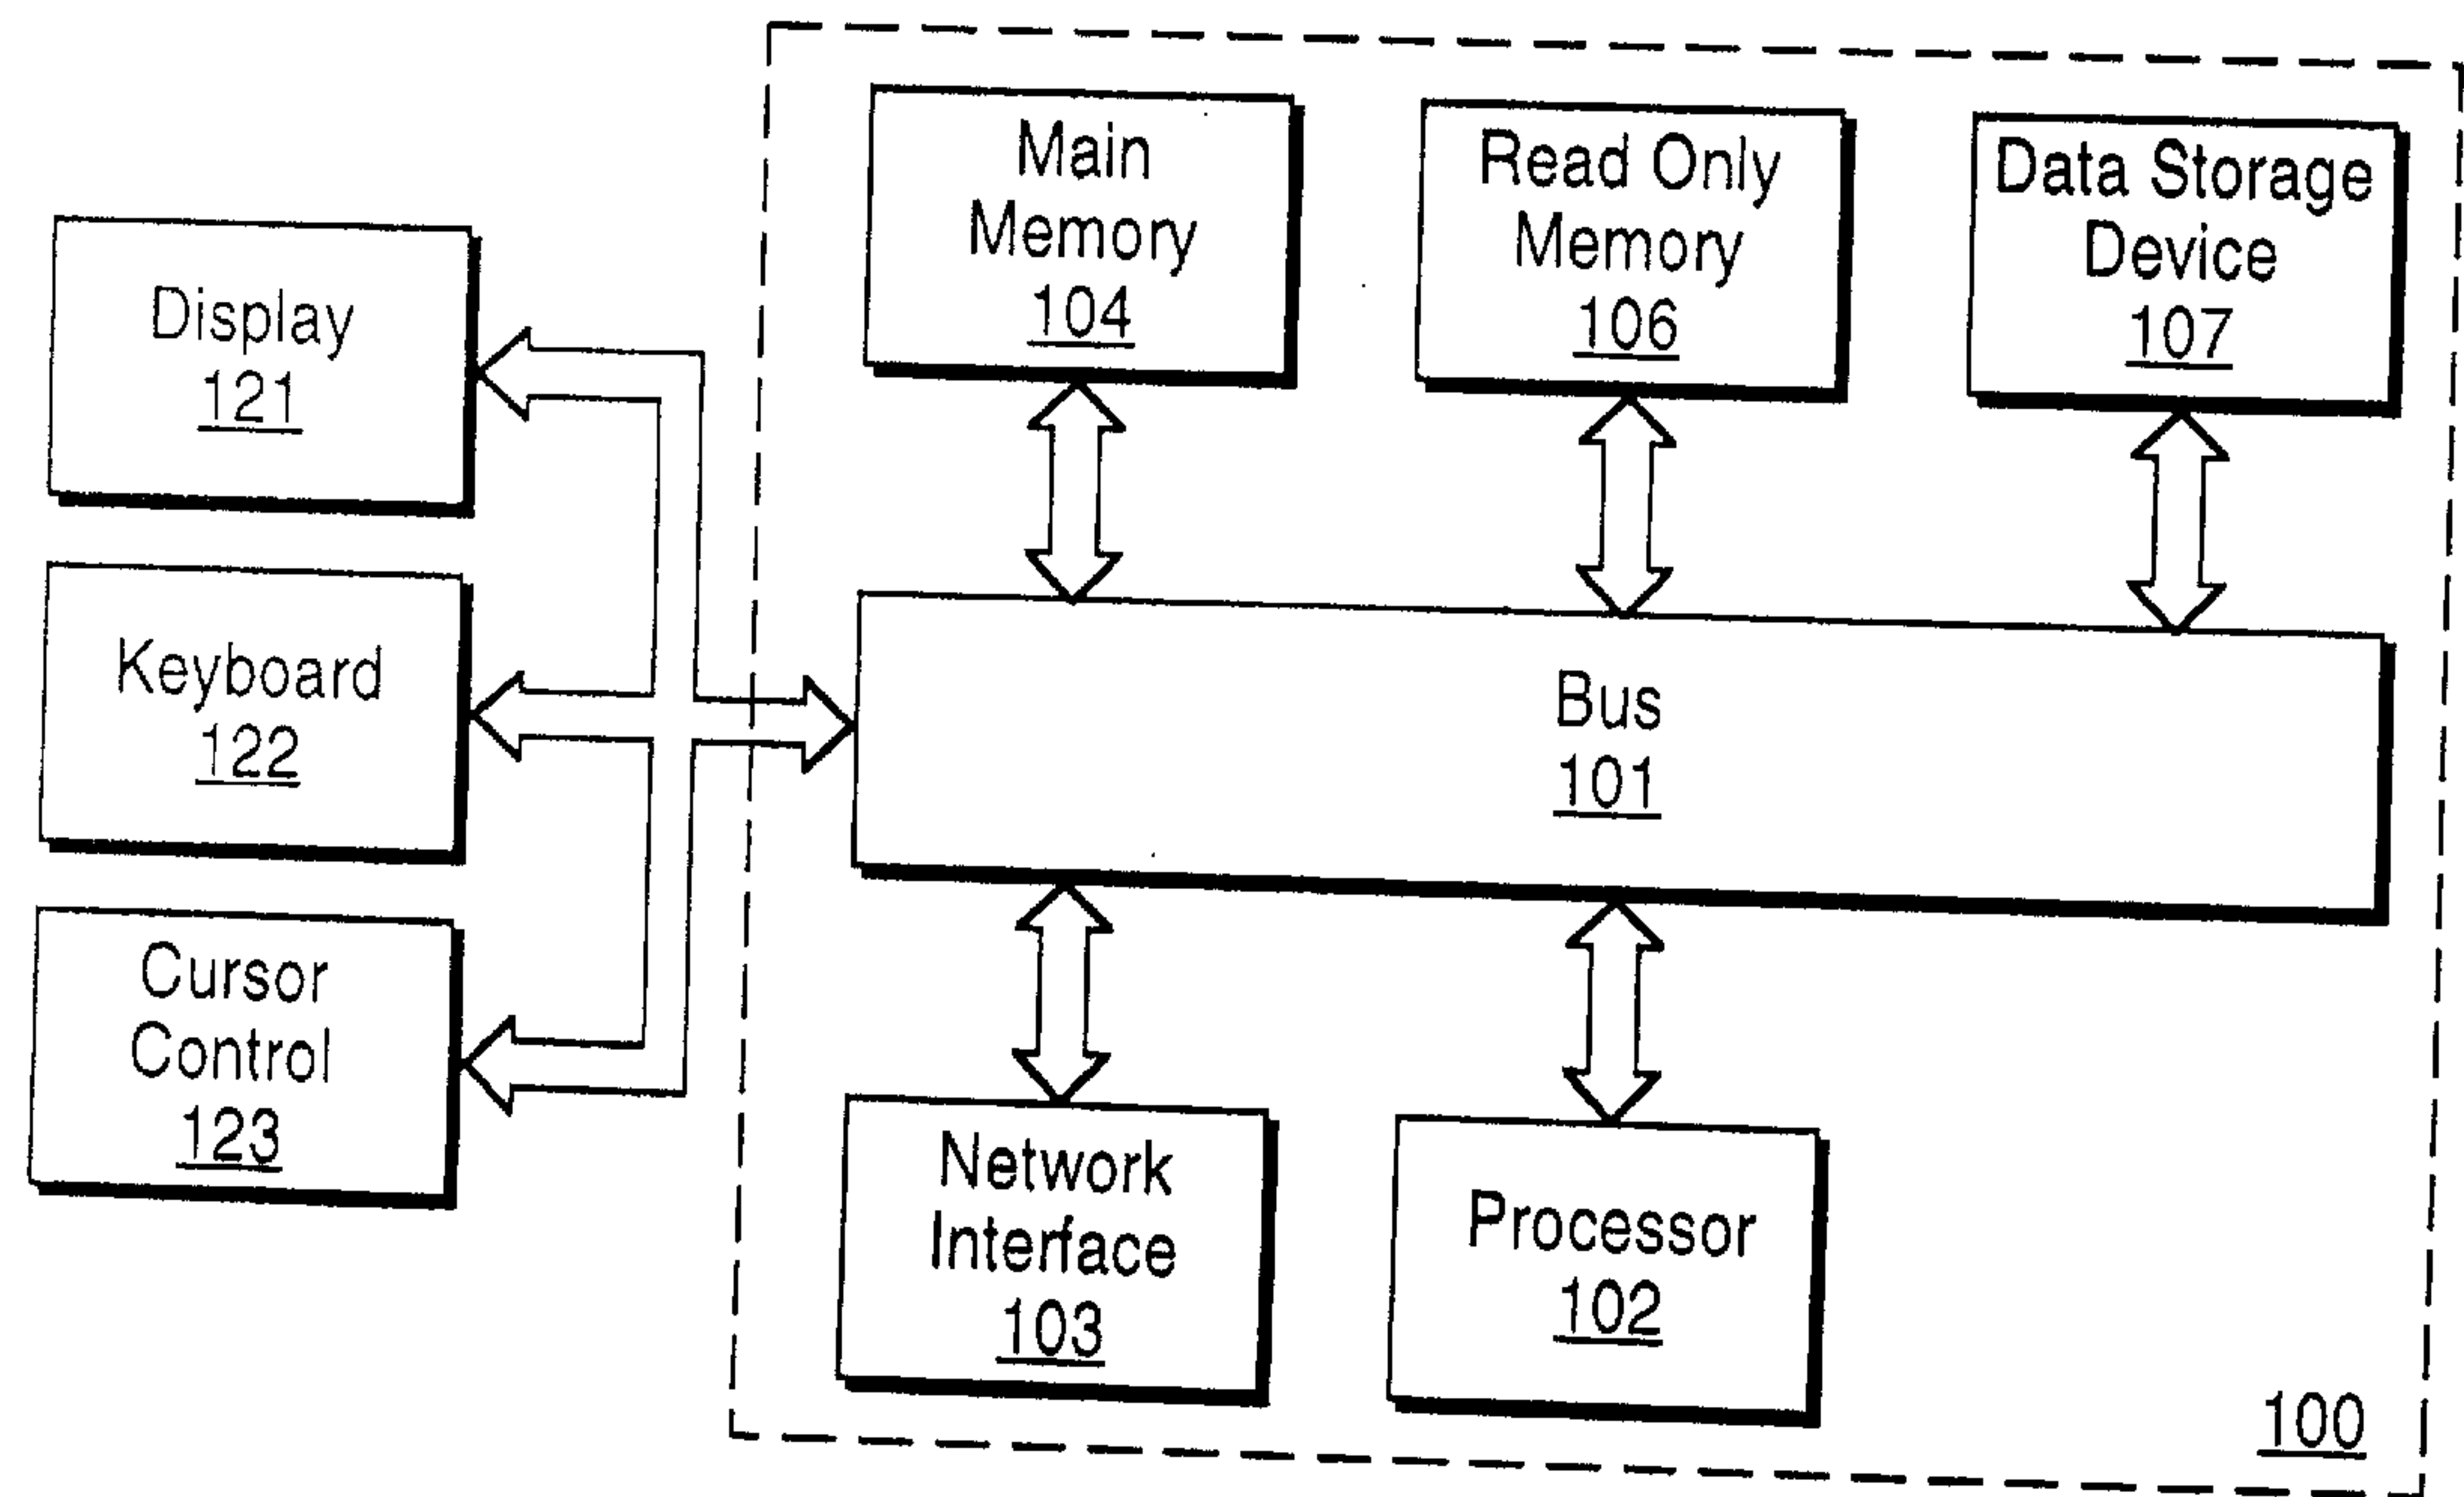 Main
Memory
104
Read Only
Memory
106
Data Storage
Device
107
Display
121
Keyboard
122
Cursor
Control
123
Bus
101
Network
Interface
103
Processor
102
100